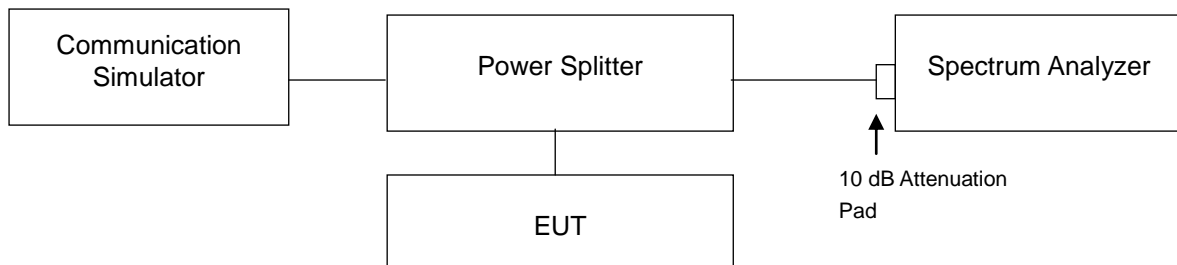 Communication
Simulator
Power Splitter
Spectrum Analyzer
10 dB Attenuation
Pad
EUT